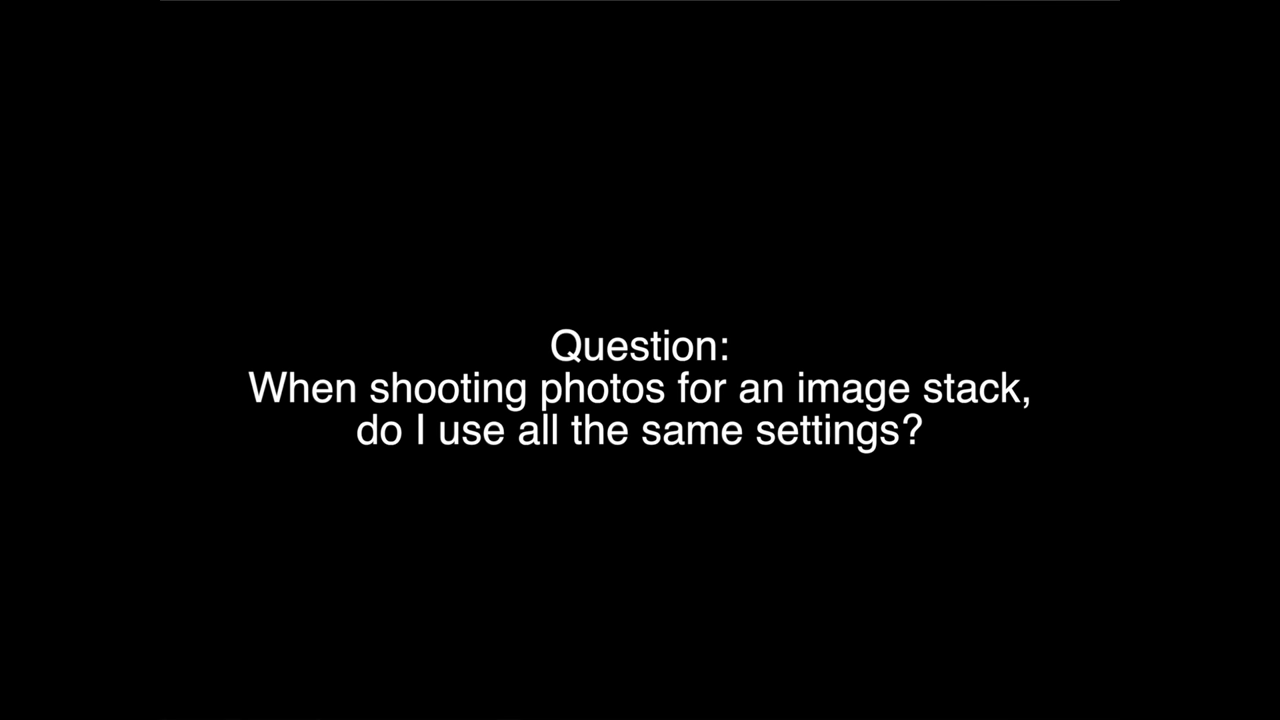 Question:
When shooting photos for an image stack,
do I use all the same settings?